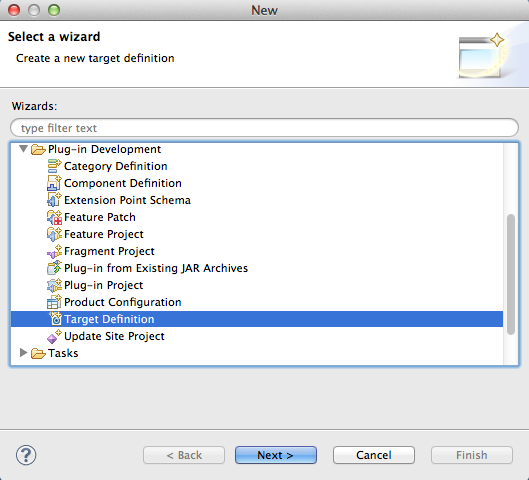 New
Select a wizard
Create a new target definition
Wizards:
type filter text
Plug-in Development
Category Definition
Component Definition
Extension Point Schema
Feature Patch
Feature Project
Fragment Project
Plug-in from Existing JAR Archives
Plug-in Project
Product Configuration
Target Definition
Update Site Project
Tasks
? < Back Next > Cancel Finish